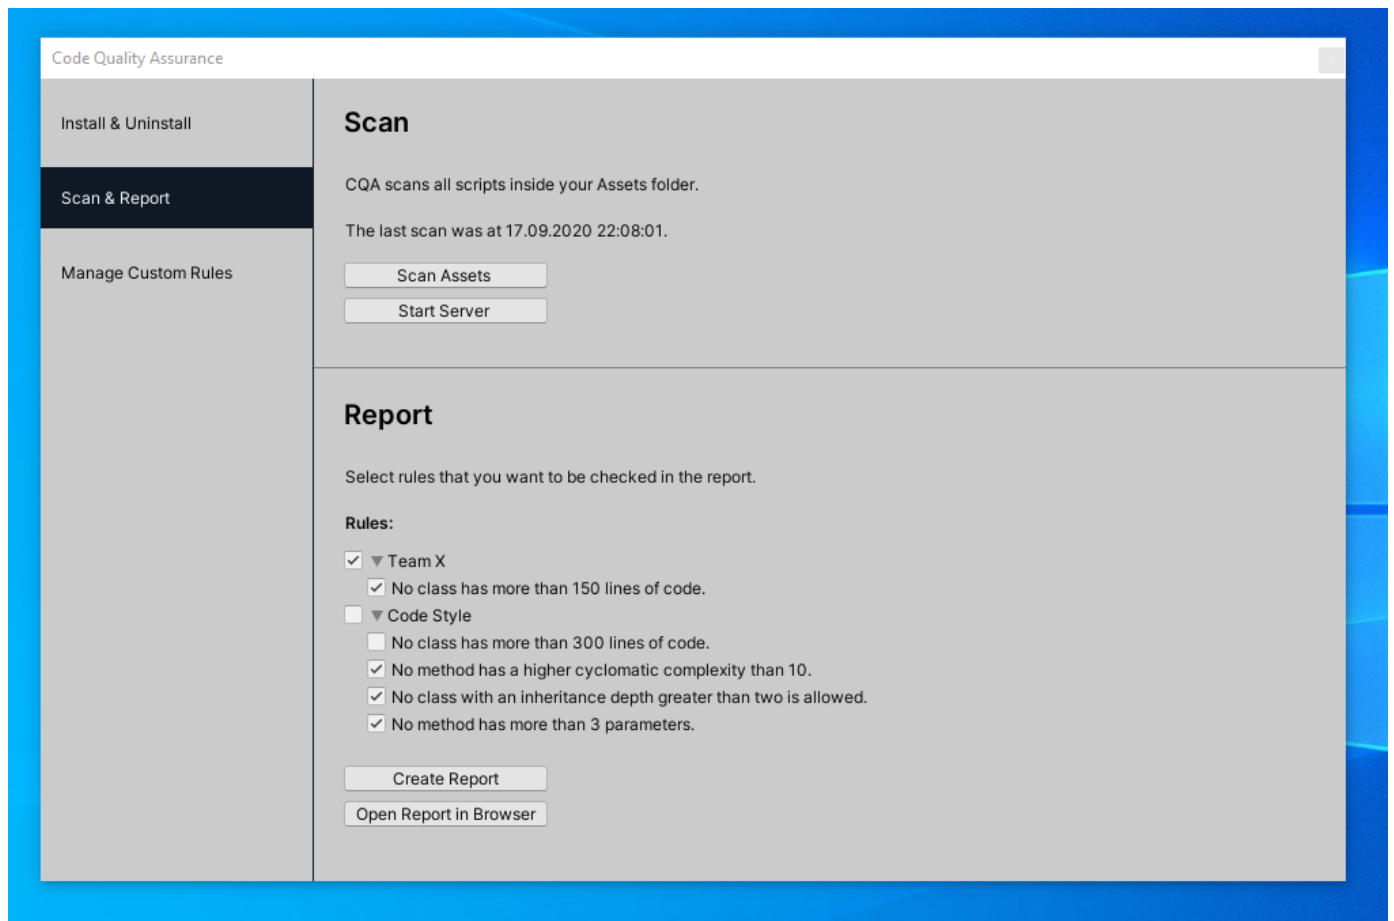 Code Quality Assurance
x
Install & Uninstall
Scan & Report
Manage Custom Rules
Scan
CQA scans all scripts inside your Assets folder.
The last scan was at 17.09.2020 22:08:01.
Scan Assets
Start Server
Report
Select rules that you want to be checked in the report.
Rules:
Team X
No class has more than 150 lines of code.
Code Style
No class has more than 300 lines of code.
No method has a higher cyclomatic complexity than 10.
No class with an inheritance depth greater than two is allowed.
No method has more than 3 parameters.
Create Report
Open Report in Browser